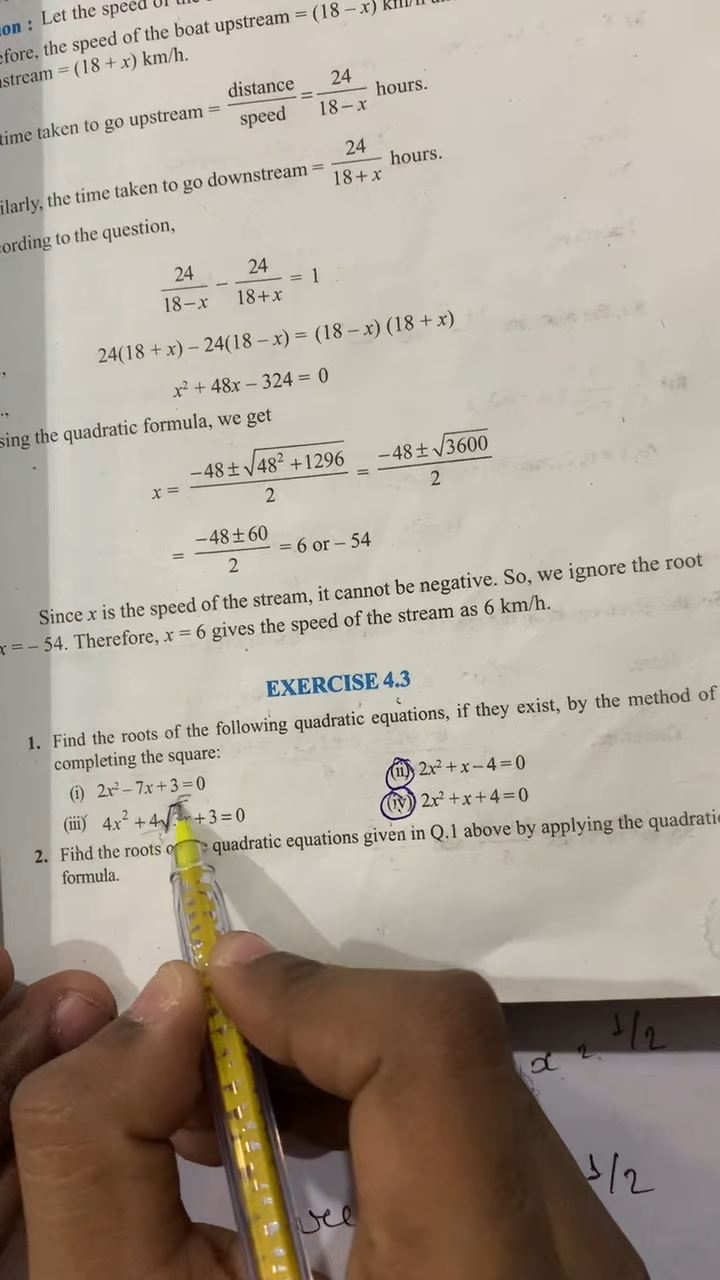 on : Let the speed of the
efore, the speed of the boat upstream = (18 – x) km/h
stream = (18 + x) km/h.
time taken to go upstream = distance/speed = 24/(18 – x) hours.
ilarly, the time taken to go downstream = 24/(18 + x) hours.
cording to the question,
24/(18 – x) – 24/(18 + x) = 1
24(18 + x) – 24(18 – x) = (18 – x) (18 + x)
x² + 48x – 324 = 0
sing the quadratic formula, we get
x = (–48 ± √(48² + 1296))/2 = (–48 ± √3600)/2
= (–48 ± 60)/2 = 6 or – 54
Since x is the speed of the stream, it cannot be negative. So, we ignore the root
x = – 54. Therefore, x = 6 gives the speed of the stream as 6 km/h.
EXERCISE 4.3
1. Find the roots of the following quadratic equations, if they exist, by the method of
completing the square:
(i) 2x² – 7x + 3 = 0 (ii) 2x² + x – 4 = 0
(iii) 4x² + 4√ + 3 = 0 (iv) 2x² + x + 4 = 0
2. Find the roots quadratic equations given in Q.1 above by applying the quadrati
formula.
x = 1/2
1/2